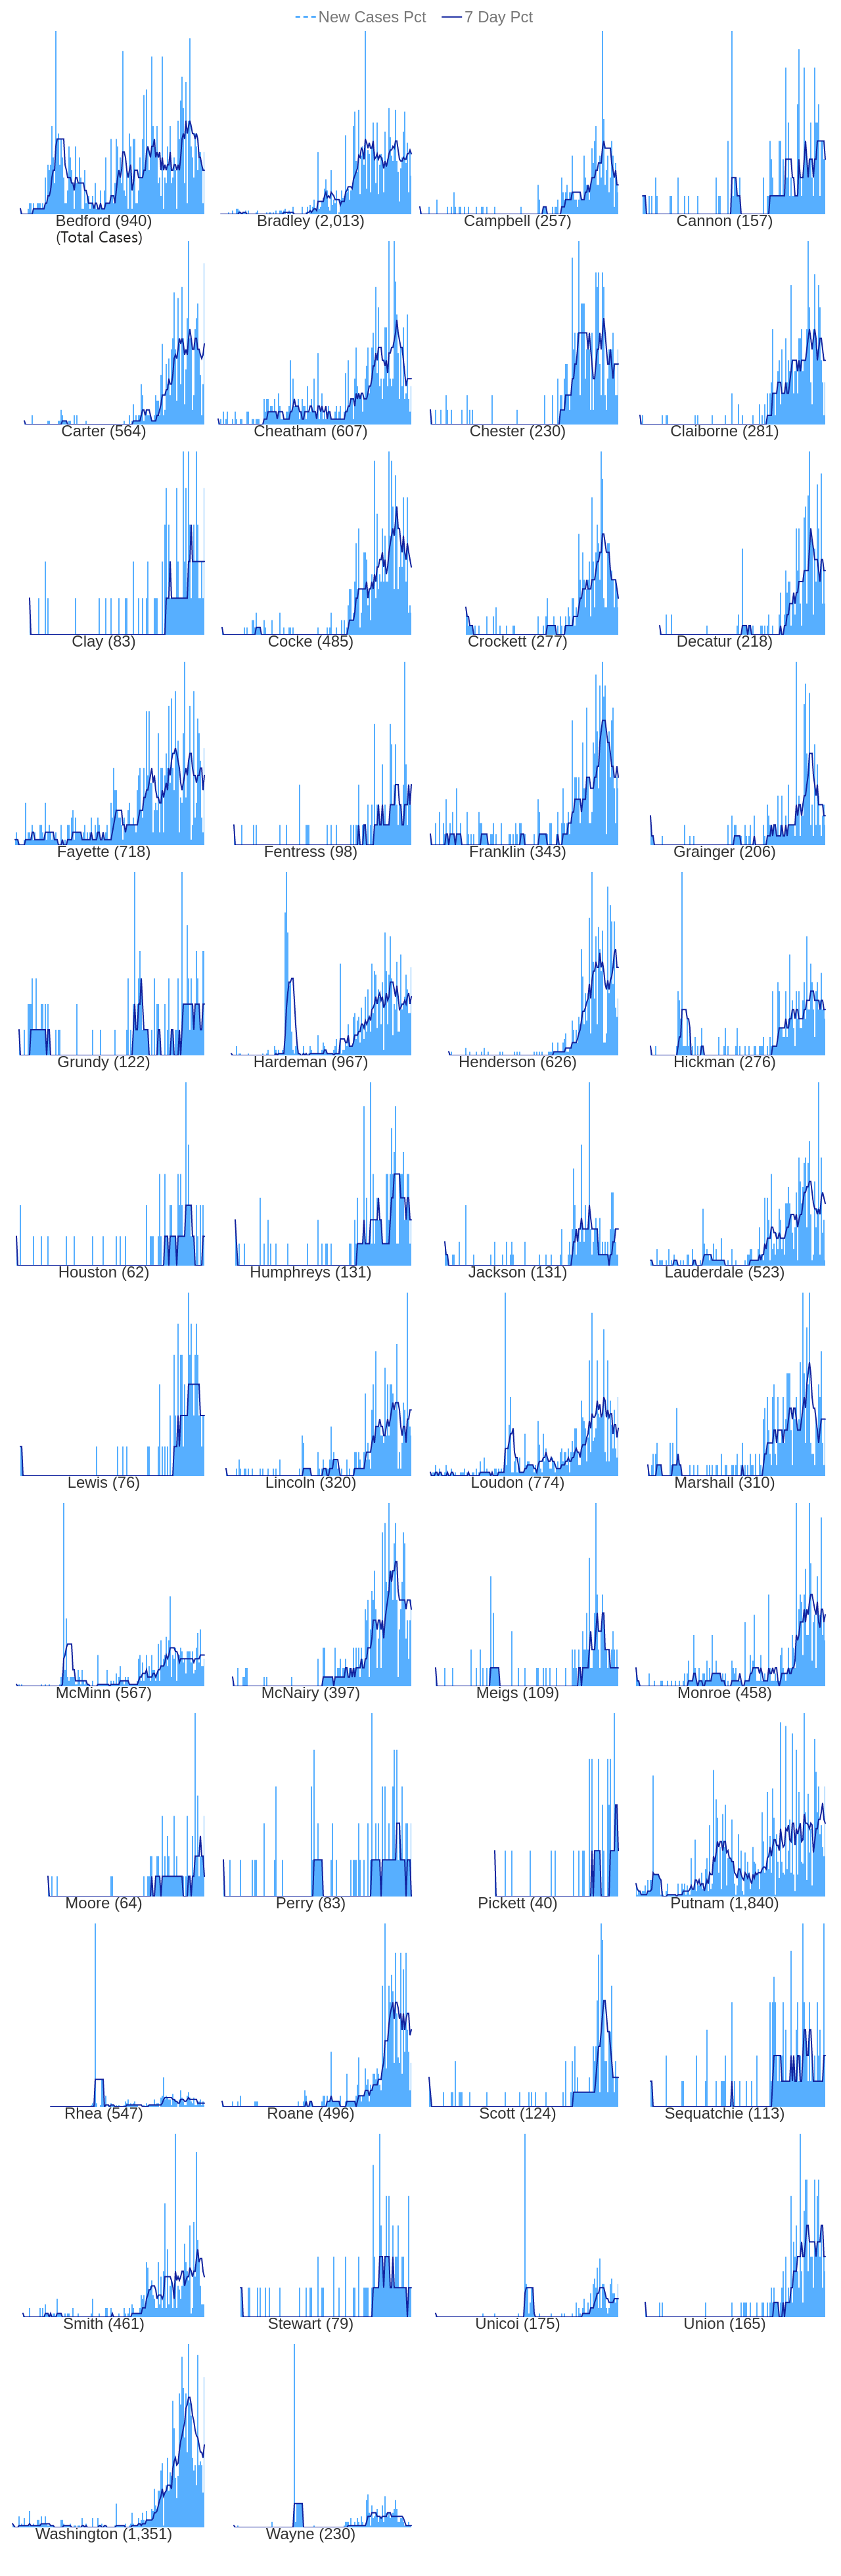 New Cases Pct 7 Day Pct
Bedford (940) Bradley (2,013) Campbell (257) Cannon (157)
(Total Cases)
Carter (564) Cheatham (607) Chester (230) Claiborne (281)
Clay (83) Cocke (485) Crockett (277) Decatur (218)
Fayette (718) Fentress (98) Franklin (343) Grainger (206)
Grundy (122) Hardeman (967) Henderson (626) Hickman (276)
Houston (62) Humphreys (131) Jackson (131) Lauderdale (523)
Lewis (76) Lincoln (320) Loudon (774) Marshall (310)
McMinn (567) McNairy (397) Meigs (109) Monroe (458)
Moore (64) Perry (83) Pickett (40) Putnam (1,840)
Rhea (547) Roane (496) Scott (124) Sequatchie (113)
Smith (461) Stewart (79) Unicoi (175) Union (165)
Washington (1,351) Wayne (230)